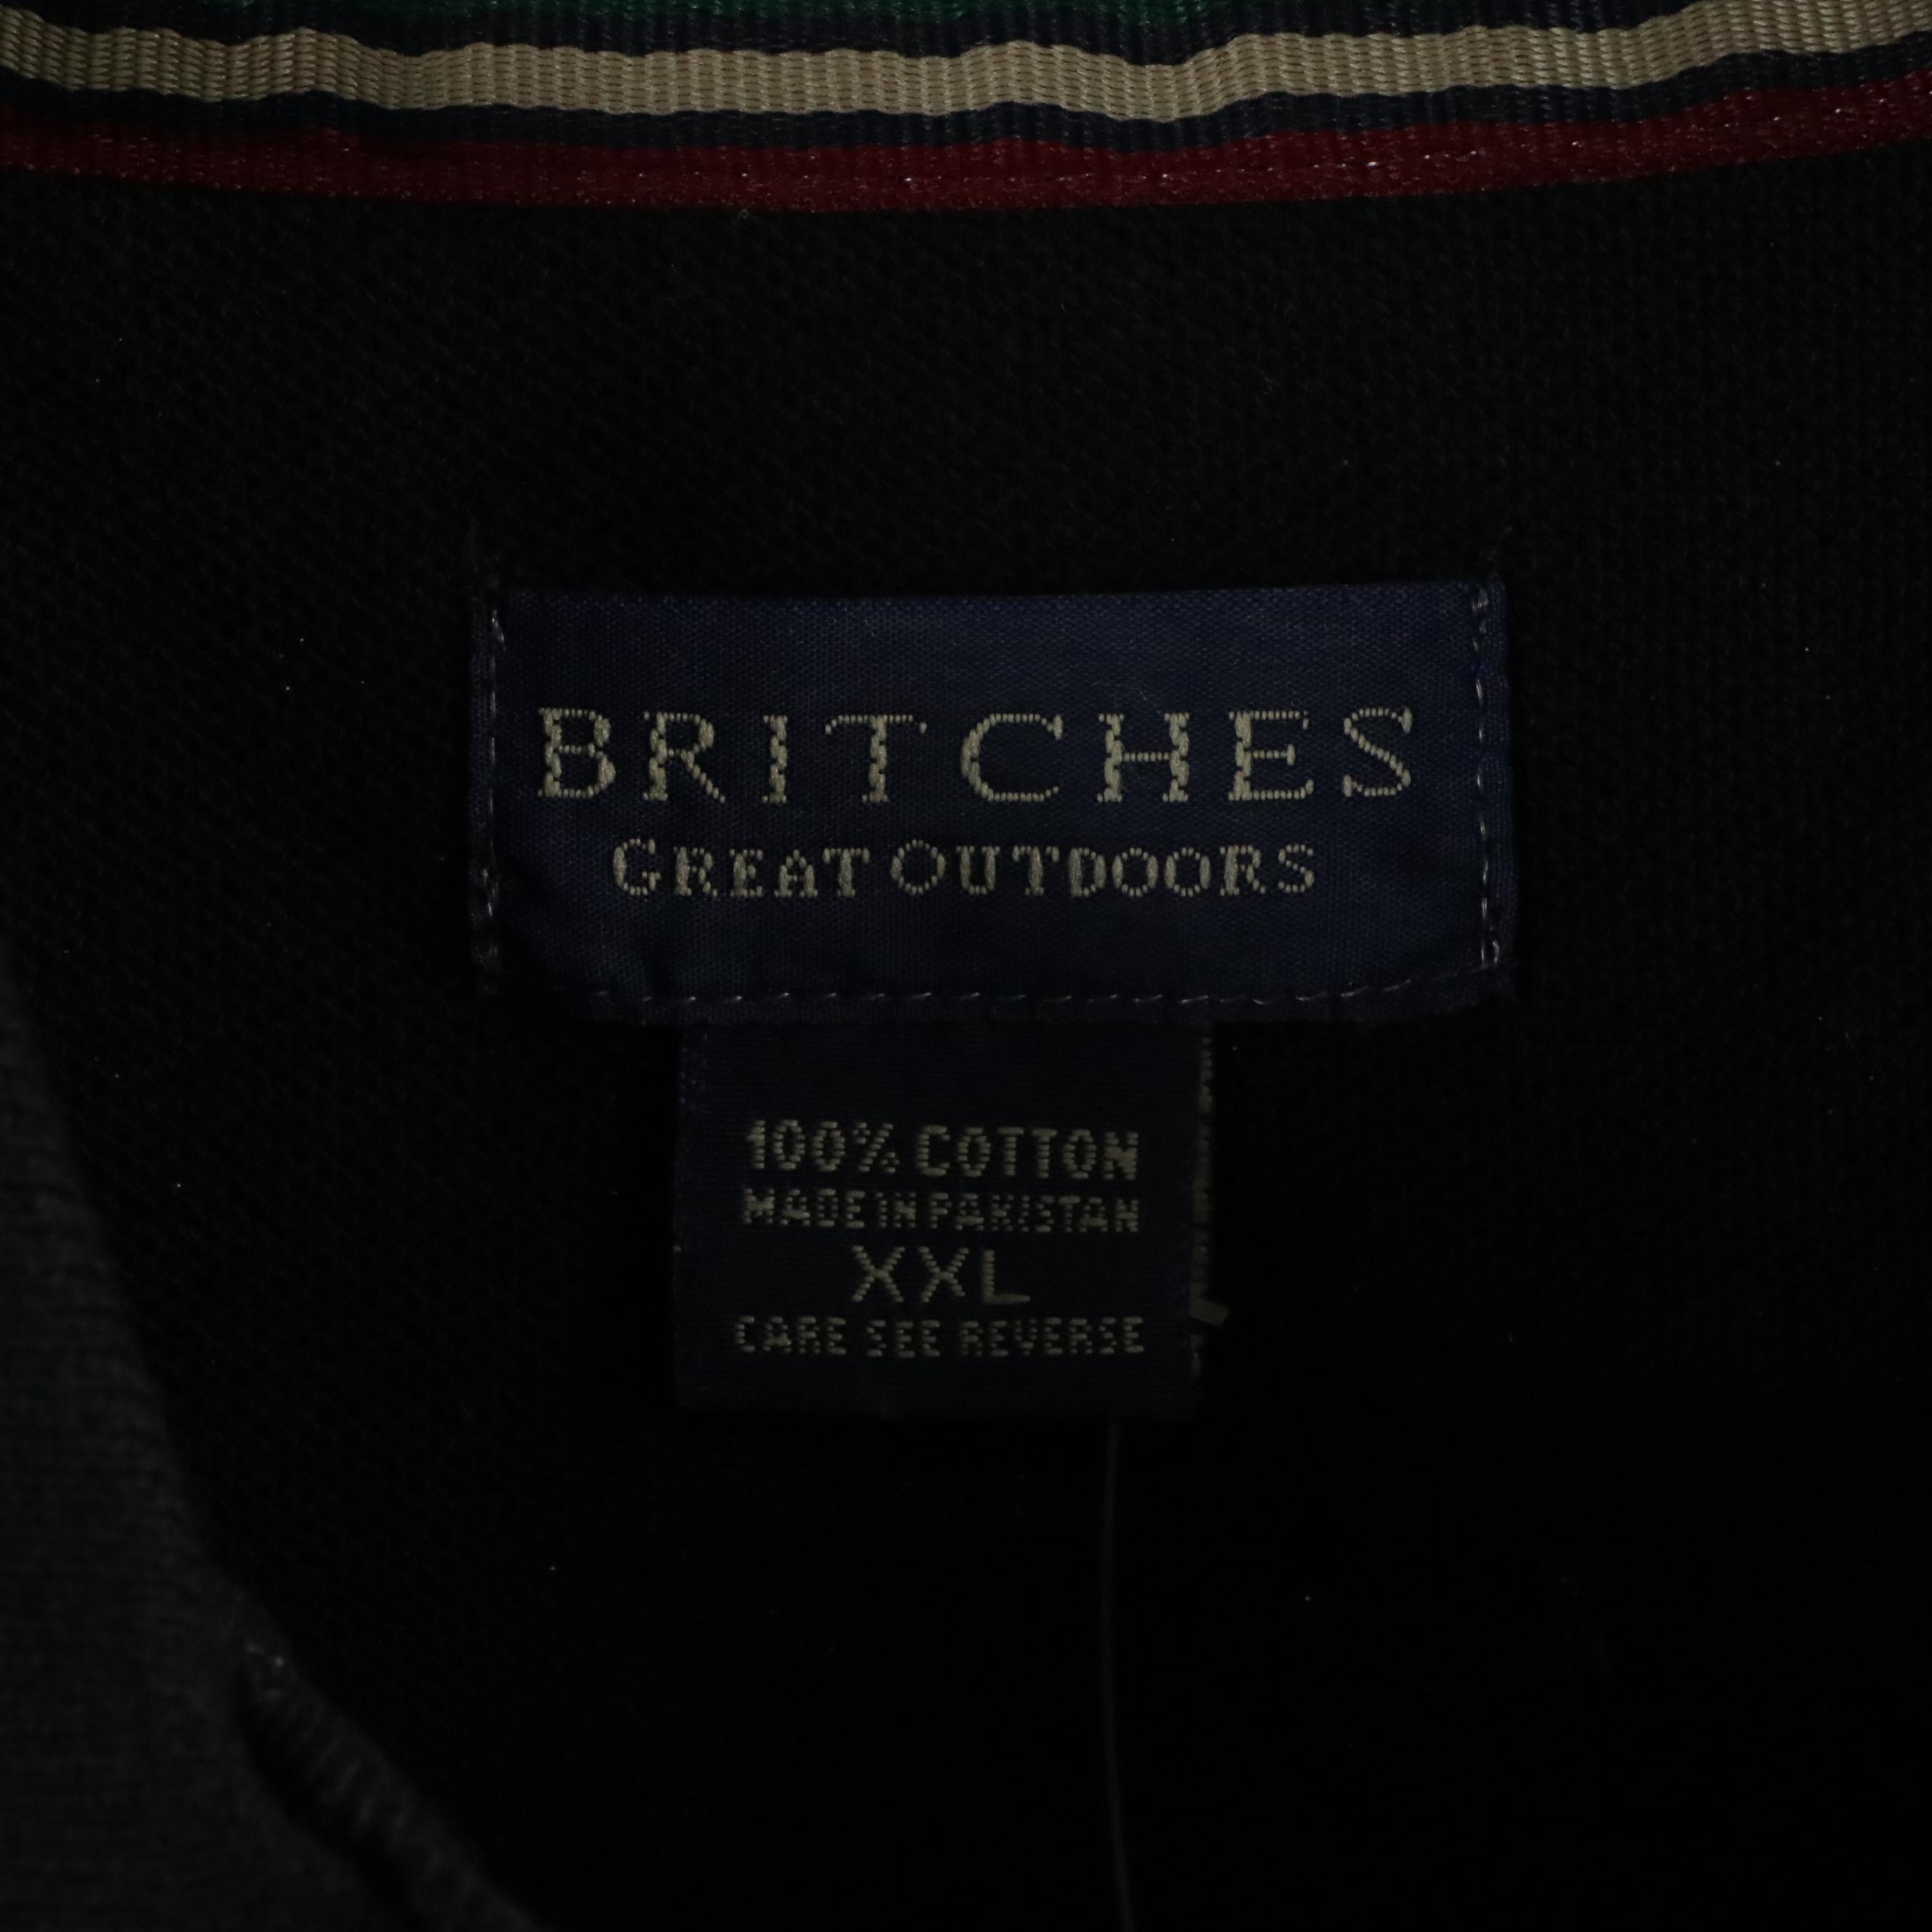 BRITCHES
GREAT OUTDOORS
100% COTTON
MADE IN PAKISTAN
XXL
CARE SEE REVERSE